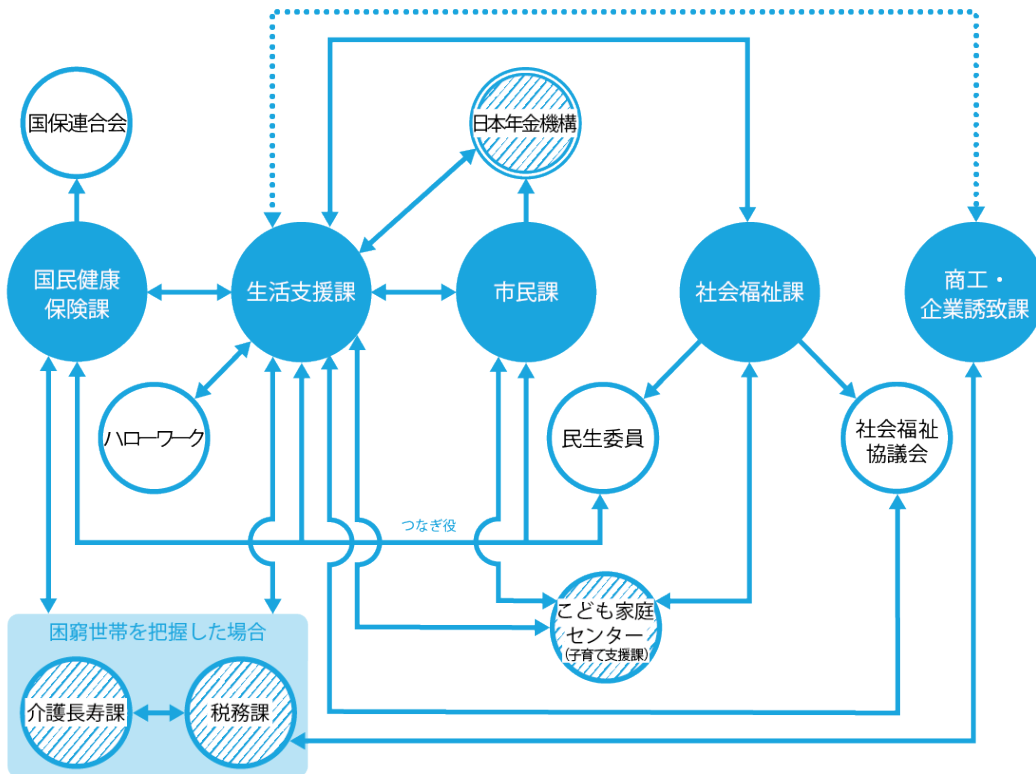 国保連合会
日本年金機構
国民健康
保険課
生活支援課
市民課
社会福祉課
商工・
企業誘致課
ハローワーク
民生委員
社会福祉
協議会
つなぎ役
こども家庭
センター
(子育て支援課)
困窮世帯を把握した場合
介護長寿課
税務課